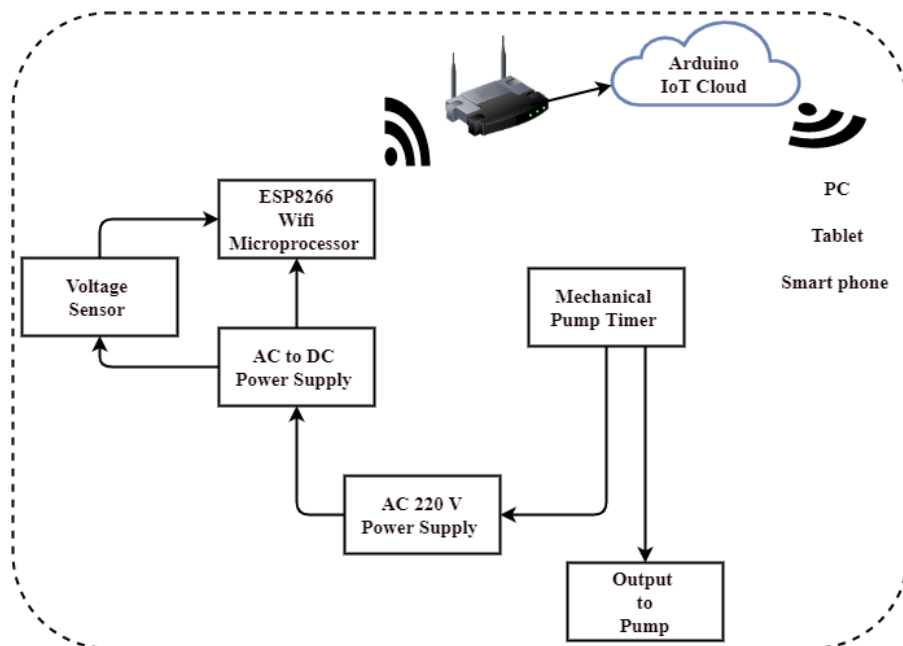 Arduino
IoT Cloud
ESP8266
Wifi
Microprocessor
PC
Tablet
Smart phone
Voltage
Sensor
Mechanical
Pump Timer
AC to DC
Power Supply
AC 220 V
Power Supply
Output
to
Pump